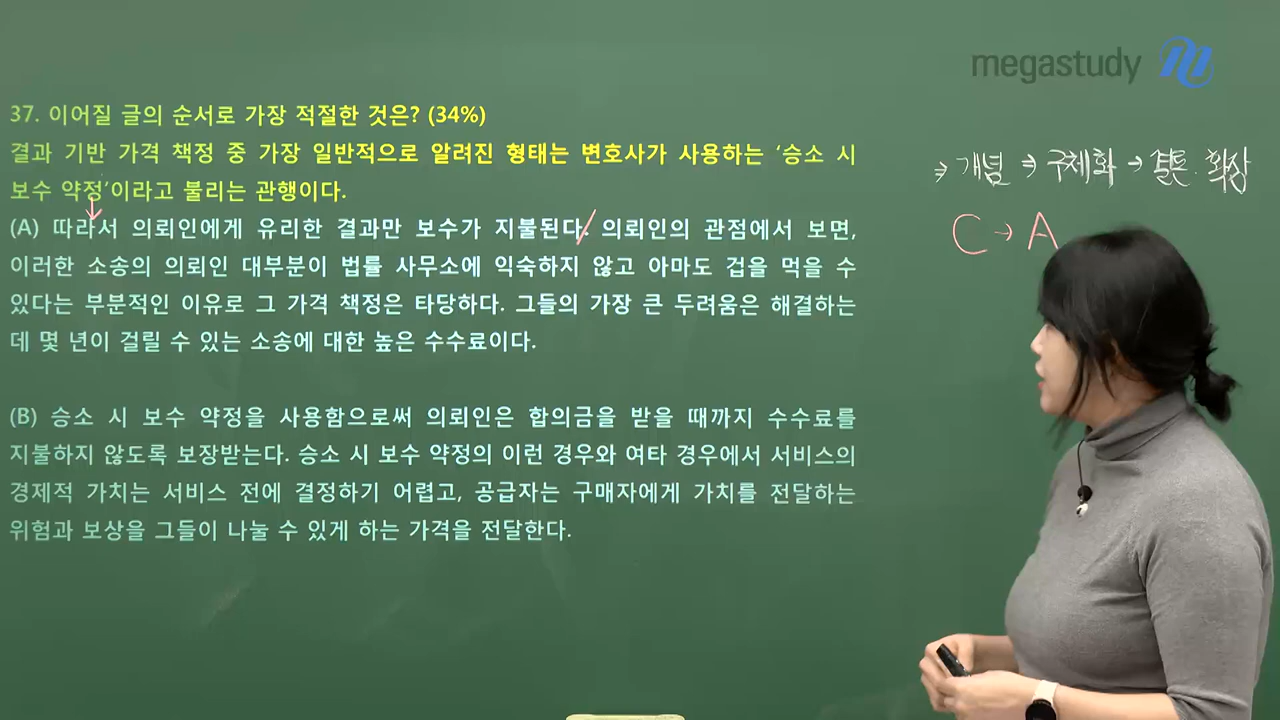 megastudy
37. 이어질 글의 순서로 가장 적절한 것은? (34%)
결과 기반 가격 책정 중 가장 일반적으로 알려진 형태는 변호사가 사용하는 ‘승소 시
보수 약정’이라고 불리는 관행이다.
(A) 따라서 의뢰인에게 유리한 결과만 보수가 지불된다. 의뢰인의 관점에서 보면,
이러한 소송의 의뢰인 대부분이 법률 사무소에 익숙하지 않고 아마도 겁을 먹을 수
있다는 부분적인 이유로 그 가격 책정은 타당하다. 그들의 가장 큰 두려움은 해결하는
데 몇 년이 걸릴 수 있는 소송에 대한 높은 수수료이다.
(B) 승소 시 보수 약정을 사용함으로써 의뢰인은 합의금을 받을 때까지 수수료를
지불하지 않도록 보장받는다. 승소 시 보수 약정의 이런 경우와 여타 경우에서 서비스의
경제적 가치는 서비스 전에 결정하기 어렵고, 공급자는 구매자에게 가치를 전달하는
위험과 보상을 그들이 나눌 수 있게 하는 가격을 전달한다.
⇒ 개념 ⇒ 구체화 → 결론·확장
C → A